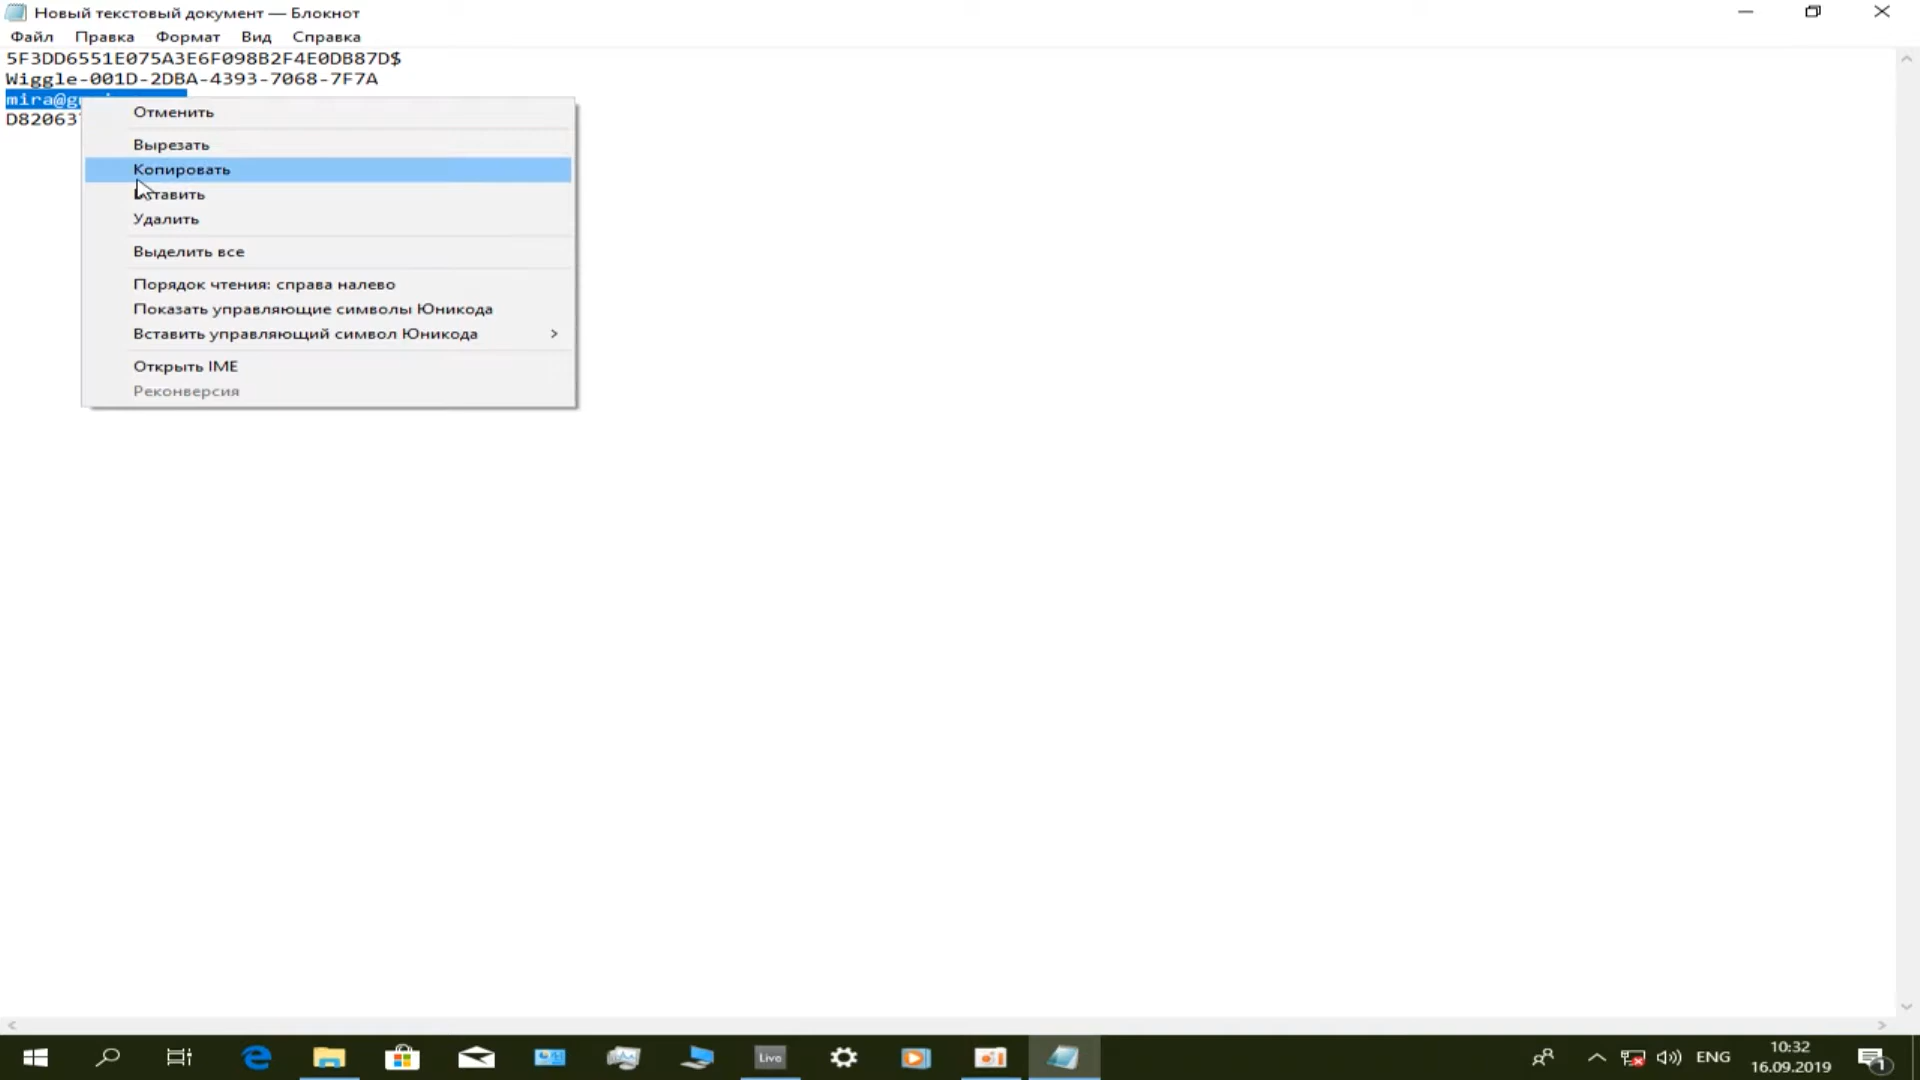 Новый текстовый документ — Блокнот
Файл Правка Формат Вид Справка
5F3DD6551E075A3E6F098B2F4E0DB87D$
Wiggle-001D-2DBA-4393-7068-7F7A
D82063
Отменить
Вырезать
Копировать
Вставить
Удалить
Выделить все
Порядок чтения: справа налево
Показать управляющие символы Юникода
Вставить управляющий символ Юникода
Открыть IME
Реконверсия
Live
ENG
10:32
16.09.2019
1